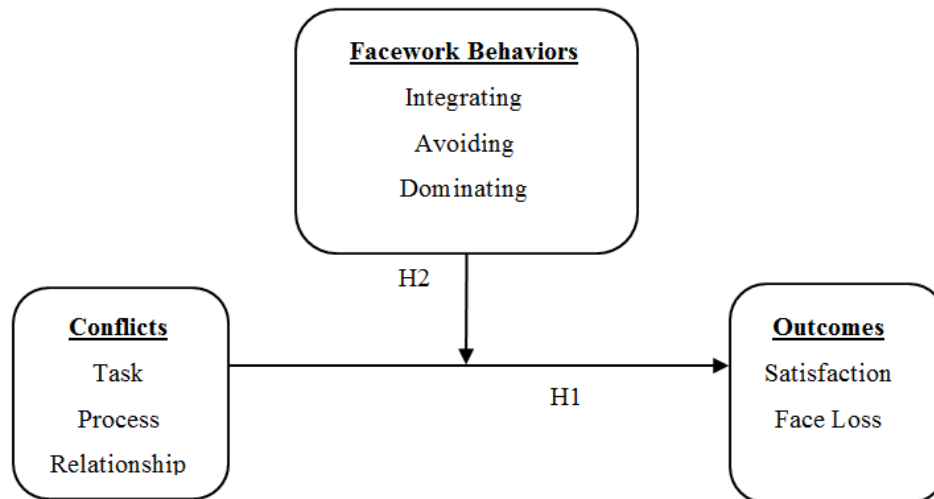 Facework Behaviors
Integrating
Avoiding
Dominating
H2
Conflicts
Task
Process
Relationship
H1
Outcomes
Satisfaction
Face Loss